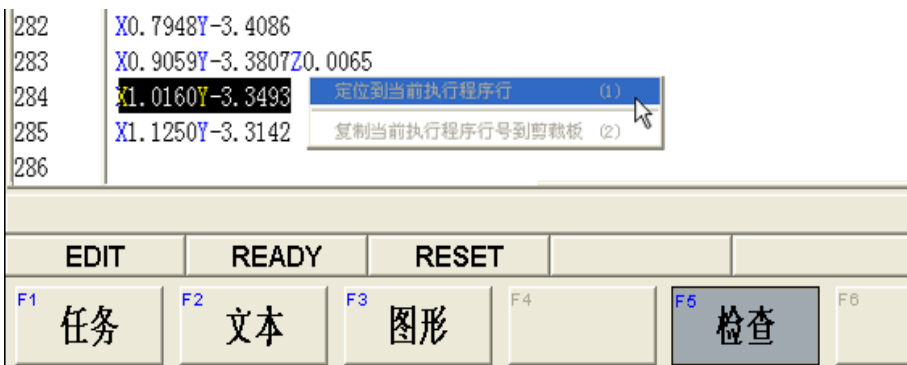 282 X0.7948Y-3.4086
283 X0.9059Y-3.3807Z0.0065
284 X1.0160Y-3.3493 定位到当前执行程序行 (1)
285 X1.1250Y-3.3142 复制当前执行程序行号到剪裁板 (2)
286
EDIT READY RESET
F1 任务 F2 文本 F3 图形 F4 F5 检查 F6